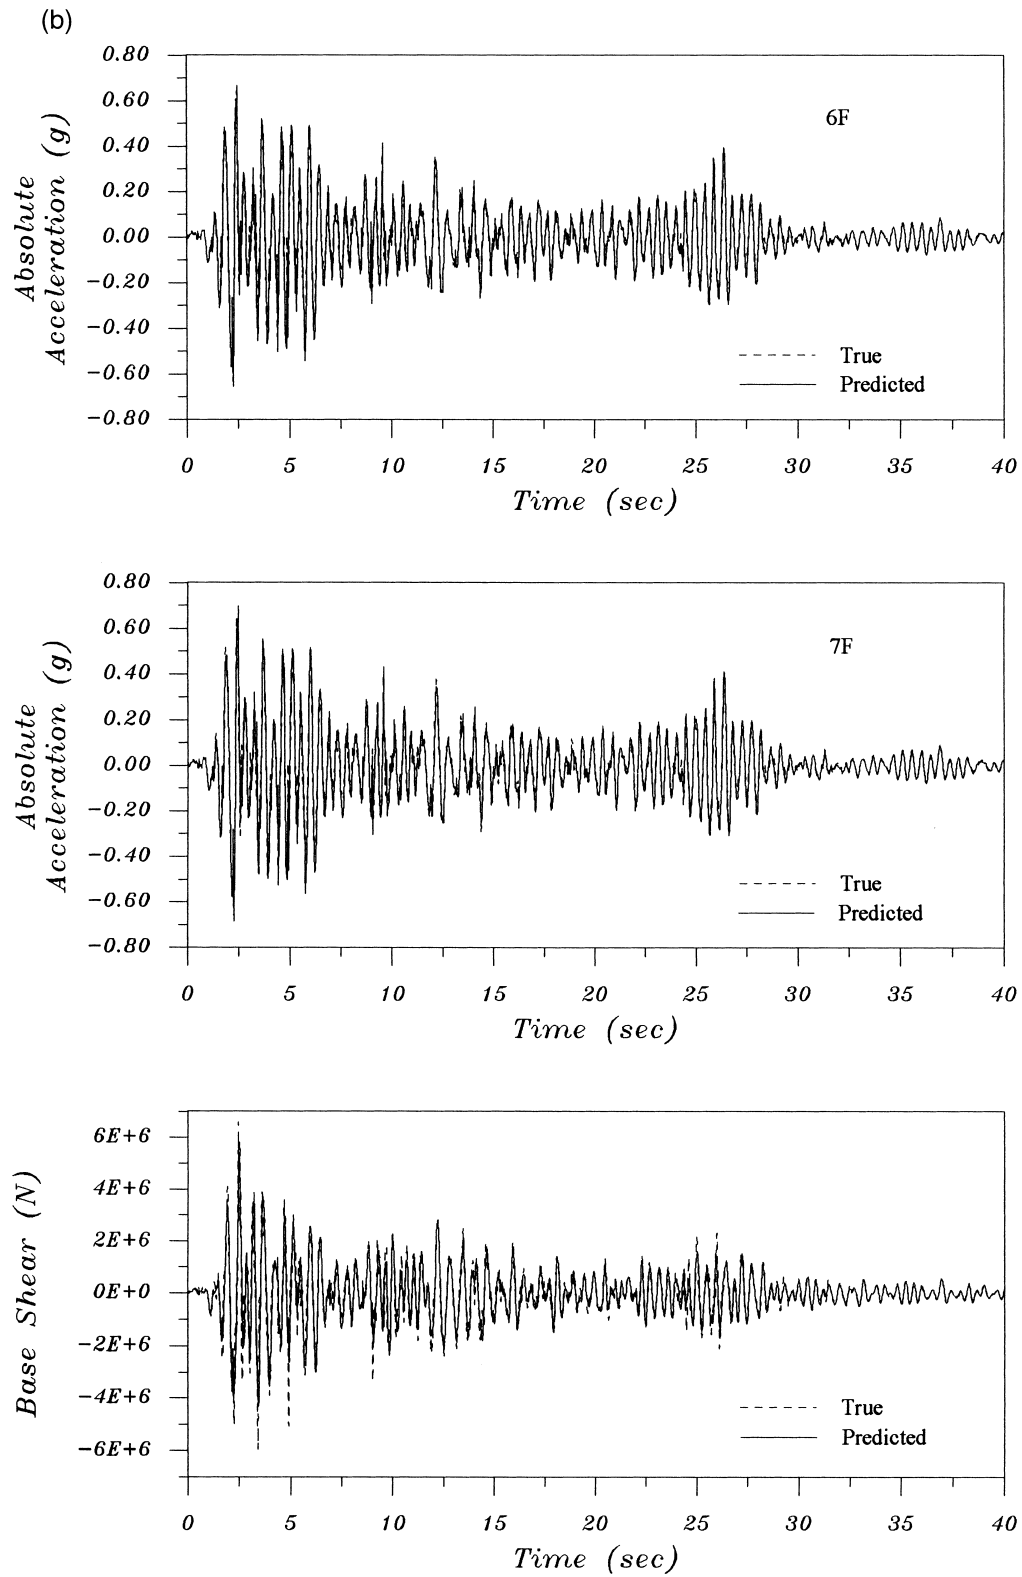 (b)
0.80
0.60
0.40
0.20
0.00
−0.20
−0.40
−0.60
−0.80
Absolute
Acceleration (g)
6F
True
Predicted
0 5 10 15 20 25 30 35 40
Time (sec)
0.80
0.60
0.40
0.20
0.00
−0.20
−0.40
−0.60
−0.80
Absolute
Acceleration (g)
7F
True
Predicted
0 5 10 15 20 25 30 35 40
Time (sec)
6E+6
4E+6
2E+6
0E+0
−2E+6
−4E+6
−6E+6
Base Shear (N)
True
Predicted
0 5 10 15 20 25 30 35 40
Time (sec)